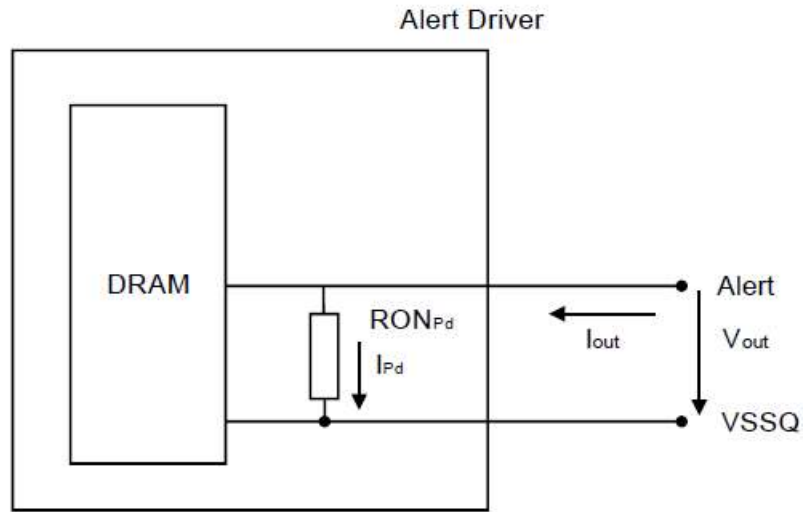 Alert Driver
DRAM
Alert
RONPd
Iout
Vout
IPd
VSSQ